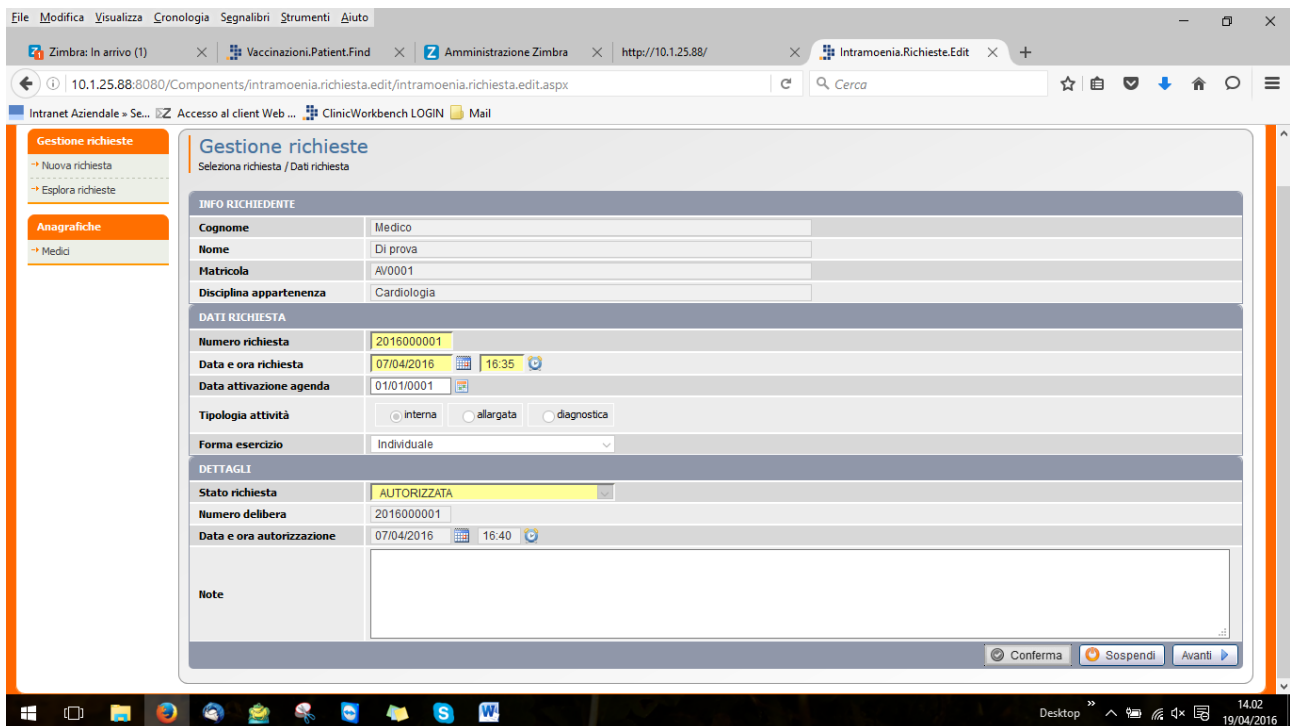 File Modifica Visualizza Cronologia Segnalibri Strumenti Aiuto
Zimbra: In arrivo (1) Vaccinazioni.Patient.Find Amministrazione Zimbra http://10.1.25.88/ Intramoenia.Richieste.Edit
10.1.25.88:8080/Components/intramoenia.richiesta.edit/intramoenia.richiesta.edit.aspx Cerca
Intranet Aziendale » Se... Accesso al client Web ... ClinicWorkbench LOGIN Mail
Gestione richieste
Nuova richiesta
Esplora richieste
Anagrafiche
Medici
Gestione richieste
Seleziona richiesta / Dati richiesta
INFO RICHIEDENTE
Cognome Medico
Nome Di prova
Matricola AV0001
Disciplina appartenenza Cardiologia
DATI RICHIESTA
Numero richiesta 2016000001
Data e ora richiesta 07/04/2016 16:35
Data attivazione agenda 01/01/0001
Tipologia attività interna allargata diagnostica
Forma esercizio Individuale
DETTAGLI
Stato richiesta AUTORIZZATA
Numero delibera 2016000001
Data e ora autorizzazione 07/04/2016 16:40
Note
Conferma Sospendi Avanti
Desktop » 14.02
19/04/2016